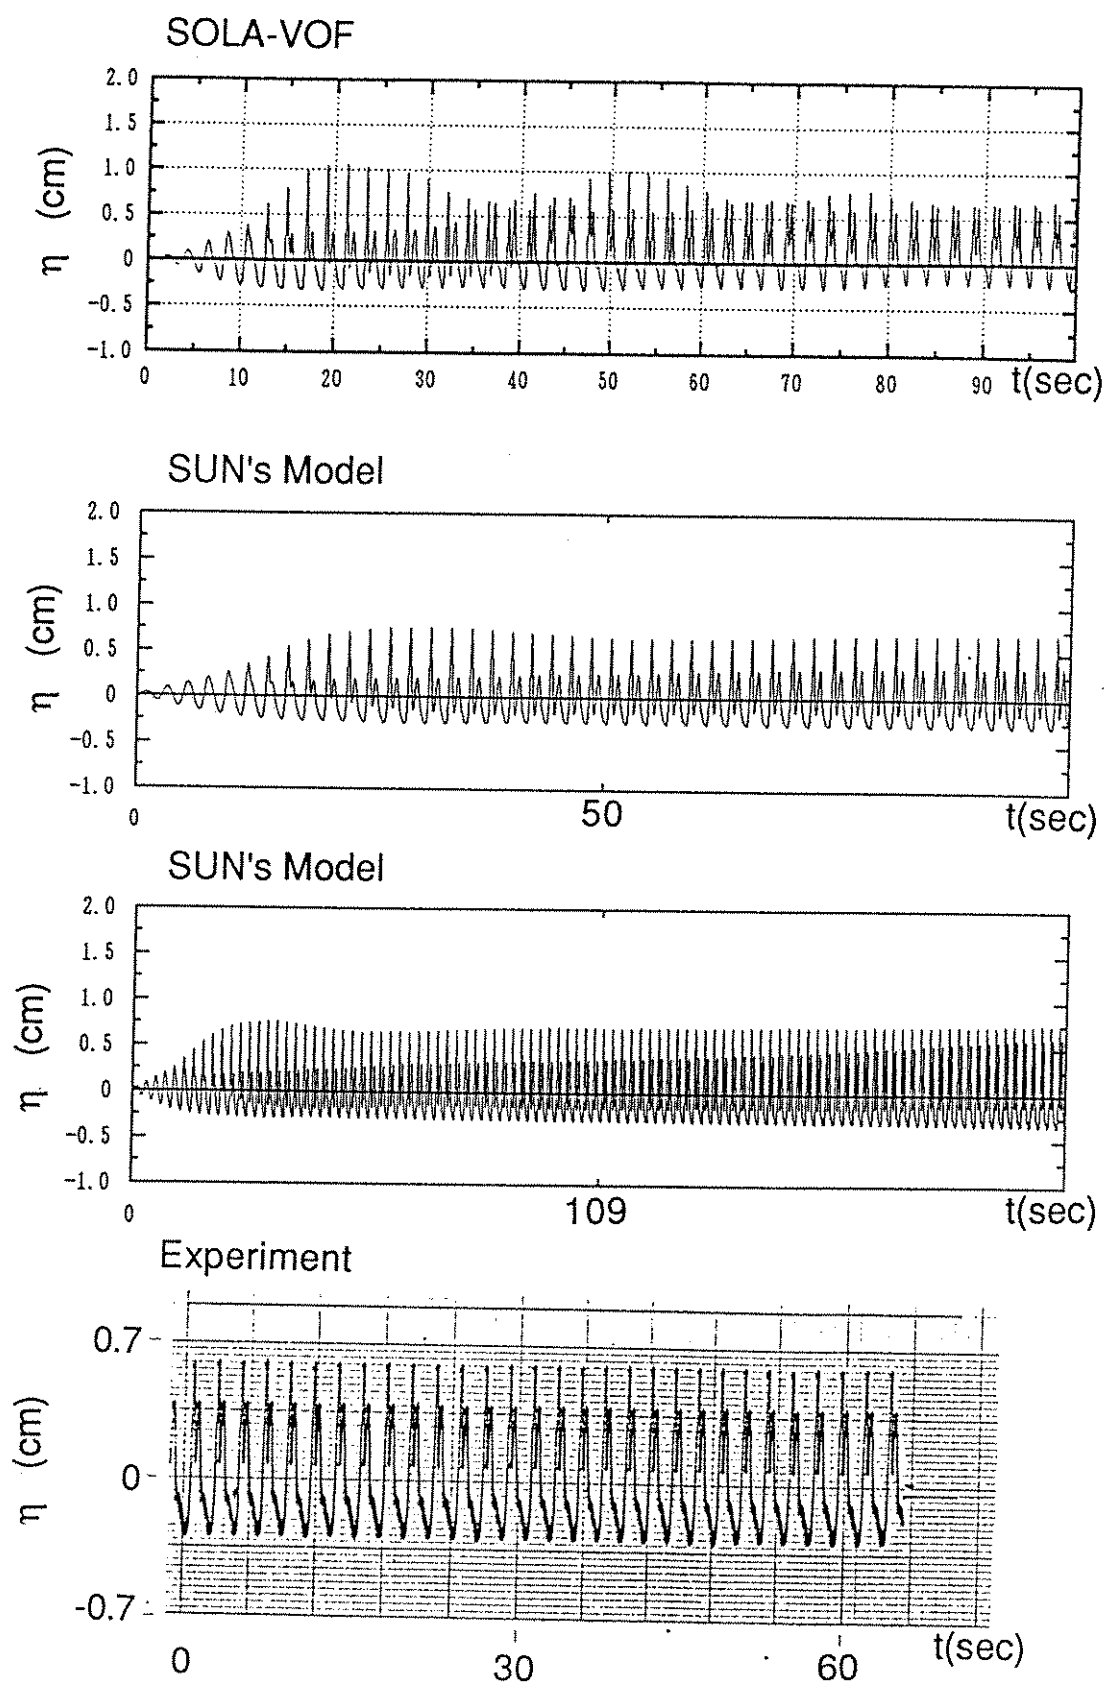 SOLA-VOF
2.0
1.5
1.0
0.5
0
-0.5
-1.0
η (cm)
0 10 20 30 40 50 60 70 80 90 t(sec)
SUN's Model
2.0
1.5
1.0
0.5
0
-0.5
-1.0
η (cm)
0 50 t(sec)
SUN's Model
2.0
1.5
1.0
0.5
0
-0.5
-1.0
η (cm)
0 109 t(sec)
Experiment
0.7
0
-0.7
η (cm)
0 30 60 t(sec)